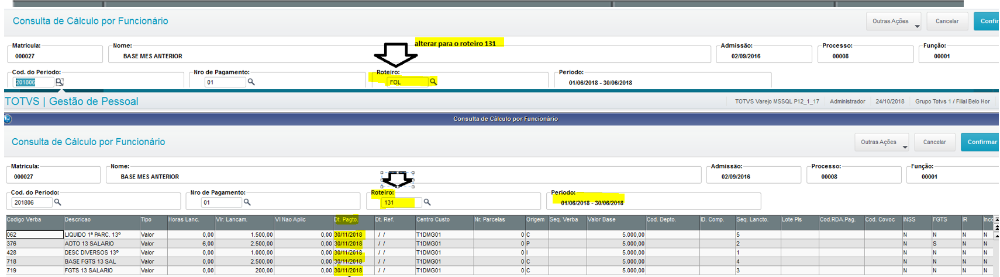 Consulta de Cálculo por Funcionário
Outras Ações Cancelar Confir
alterar para o roteiro 131
Matricula: Nome: Admissão: Processo: Função:
000027 BASE MES ANTERIOR 02/09/2016 00008 00001
Cod. do Periodo: Nro de Pagamento: Roteiro: Periodo:
201806 01 FOL 01/06/2018 - 30/06/2018
TOTVS | Gestão de Pessoal TOTVS Varejo MSSQL P12_1_17 Administrador 24/10/2018 Grupo Totvs 1 / Filial Belo Hor
Consulta de Cálculo por Funcionário
Consulta de Cálculo por Funcionário Outras Ações Cancelar Confirmar
Matricula: Nome: Admissão: Processo: Função:
000027 BASE MES ANTERIOR 02/09/2016 00008 00001
Cod. do Periodo: Nro de Pagamento: Roteiro: Periodo:
201806 01 131 01/06/2018 - 30/06/2018
Codigo Verba Descricao Tipo Horas Lanc. Vlr. Lancam. Vl Nao Aplic Dt. Pagto. Dt. Ref. Centro Custo Nr. Parcelas Origem Seq. Verba Valor Base Cod. Depto. ID. Comp. Seq. Lancto. Lote Pls Cod.RDA.Pag. Cod. Covoc INSS FGTS IR Inco
062 LIQUIDO 1ª PARC. 13º Valor 0,00 1.500,00 0,00 30/11/2018 / / T1DMG01 0 C 5.000,00 5 N N N N
376 ADTO 13 SALARIO Valor 6,00 2.500,00 0,00 30/11/2018 / / T1DMG01 0 P 5.000,00 2 N S N N
428 DESC DIVERSOS 13º Valor 0,00 1.000,00 0,00 30/11/2018 / / T1DMG01 0 I 5.000,00 1 N N N N
718 BASE FGTS 13 SAL Valor 0,00 2.500,00 0,00 30/11/2018 / / T1DMG01 0 C 5.000,00 4 N N N N
719 FGTS 13 SALARIO Valor 0,00 200,00 0,00 30/11/2018 / / T1DMG01 0 C 5.000,00 3 N N N N